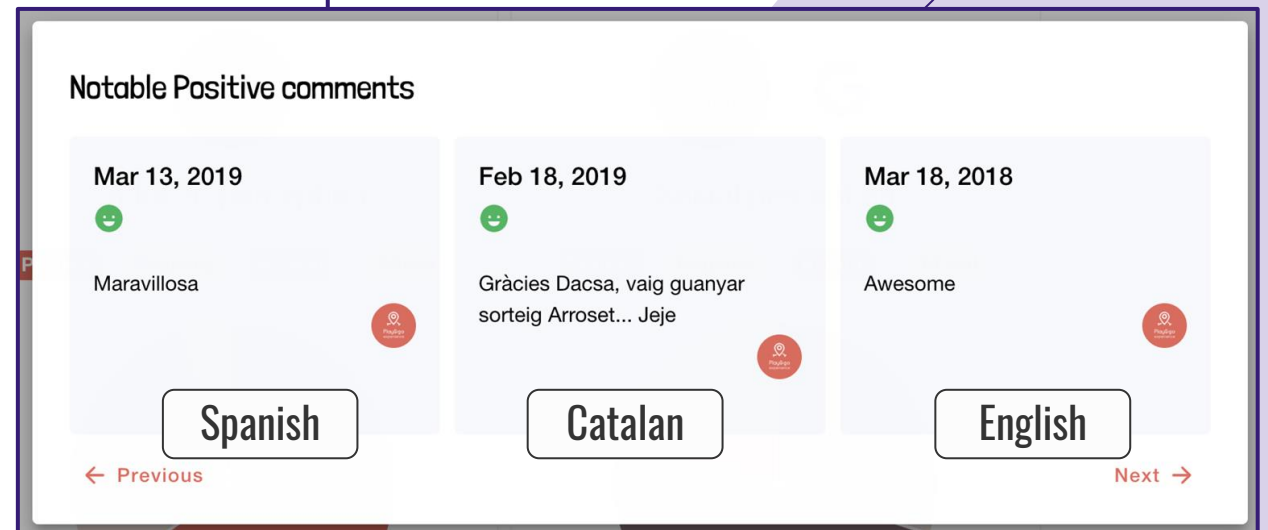 Notable Positive comments
Mar 13, 2019
Maravillosa
Spanish
Feb 18, 2019
Gràcies Dacsa, vaig guanyar
sorteig Arroset... Jeje
Catalan
Mar 18, 2018
Awesome
English
← Previous
Next →